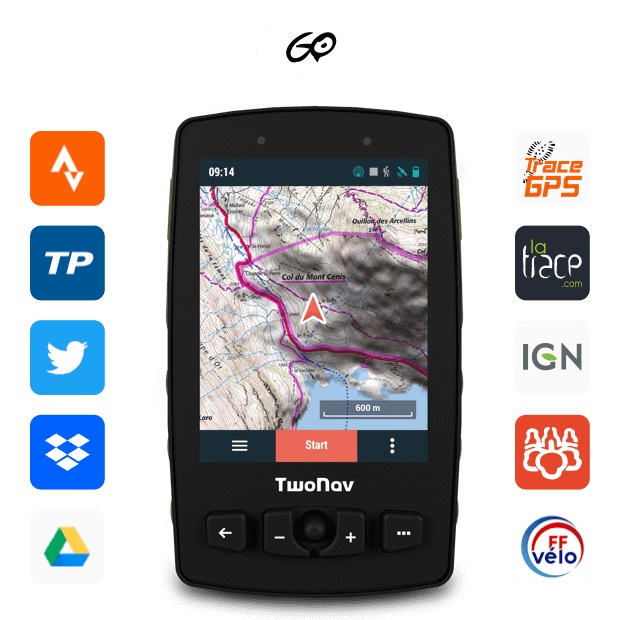 GO
09:14
Ouillon des Arcellins
Col du Mont Cenis
600 m
Start
TwoNav
TP
Trace
GPS
la
trace
.com
IGN
FF
vélo